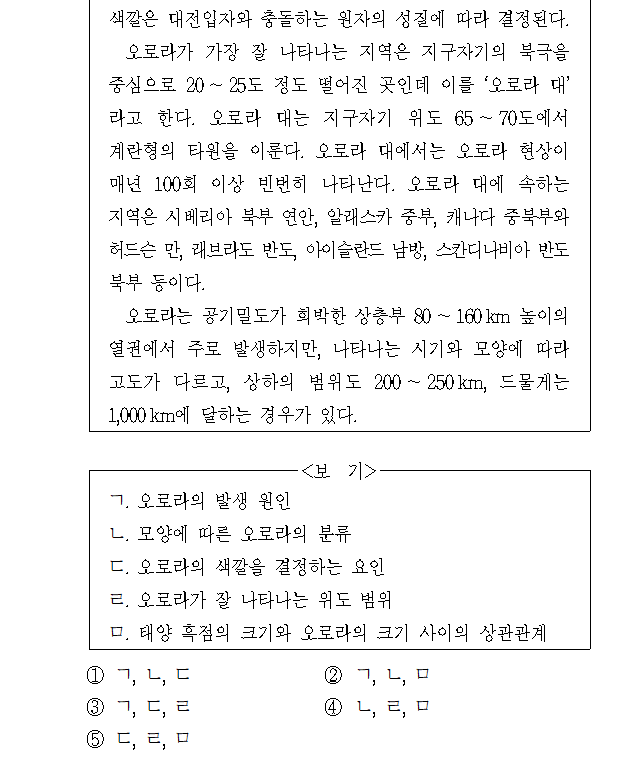 색깔은 대전입자와 충돌하는 원자의 성질에 따라 결정된다.
오로라가 가장 잘 나타나는 지역은 지구자기의 북극을
중심으로 20 ~ 25도 정도 떨어진 곳인데 이를 ‘오로라 대’
라고 한다. 오로라 대는 지구자기 위도 65 ~ 70도에서
계란형의 타원을 이룬다. 오로라 대에서는 오로라 현상이
매년 100회 이상 빈번히 나타난다. 오로라 대에 속하는
지역은 시베리아 북부 연안, 알래스카 중부, 캐나다 중북부와
허드슨 만, 래브라도 반도, 아이슬란드 남방, 스칸디나비아 반도
북부 등이다.
오로라는 공기밀도가 희박한 상층부 80 ~ 160 km 높이의
열권에서 주로 발생하지만, 나타나는 시기와 모양에 따라
고도가 다르고, 상하의 범위도 200 ~ 250 km, 드물게는
1,000 km에 달하는 경우가 있다.
<보 기>
ㄱ. 오로라의 발생 원인
ㄴ. 모양에 따른 오로라의 분류
ㄷ. 오로라의 색깔을 결정하는 요인
ㄹ. 오로라가 잘 나타나는 위도 범위
ㅁ. 태양 흑점의 크기와 오로라의 크기 사이의 상관관계
① ㄱ, ㄴ, ㄷ ② ㄱ, ㄴ, ㅁ
③ ㄱ, ㄷ, ㄹ ④ ㄴ, ㄹ, ㅁ
⑤ ㄷ, ㄹ, ㅁ